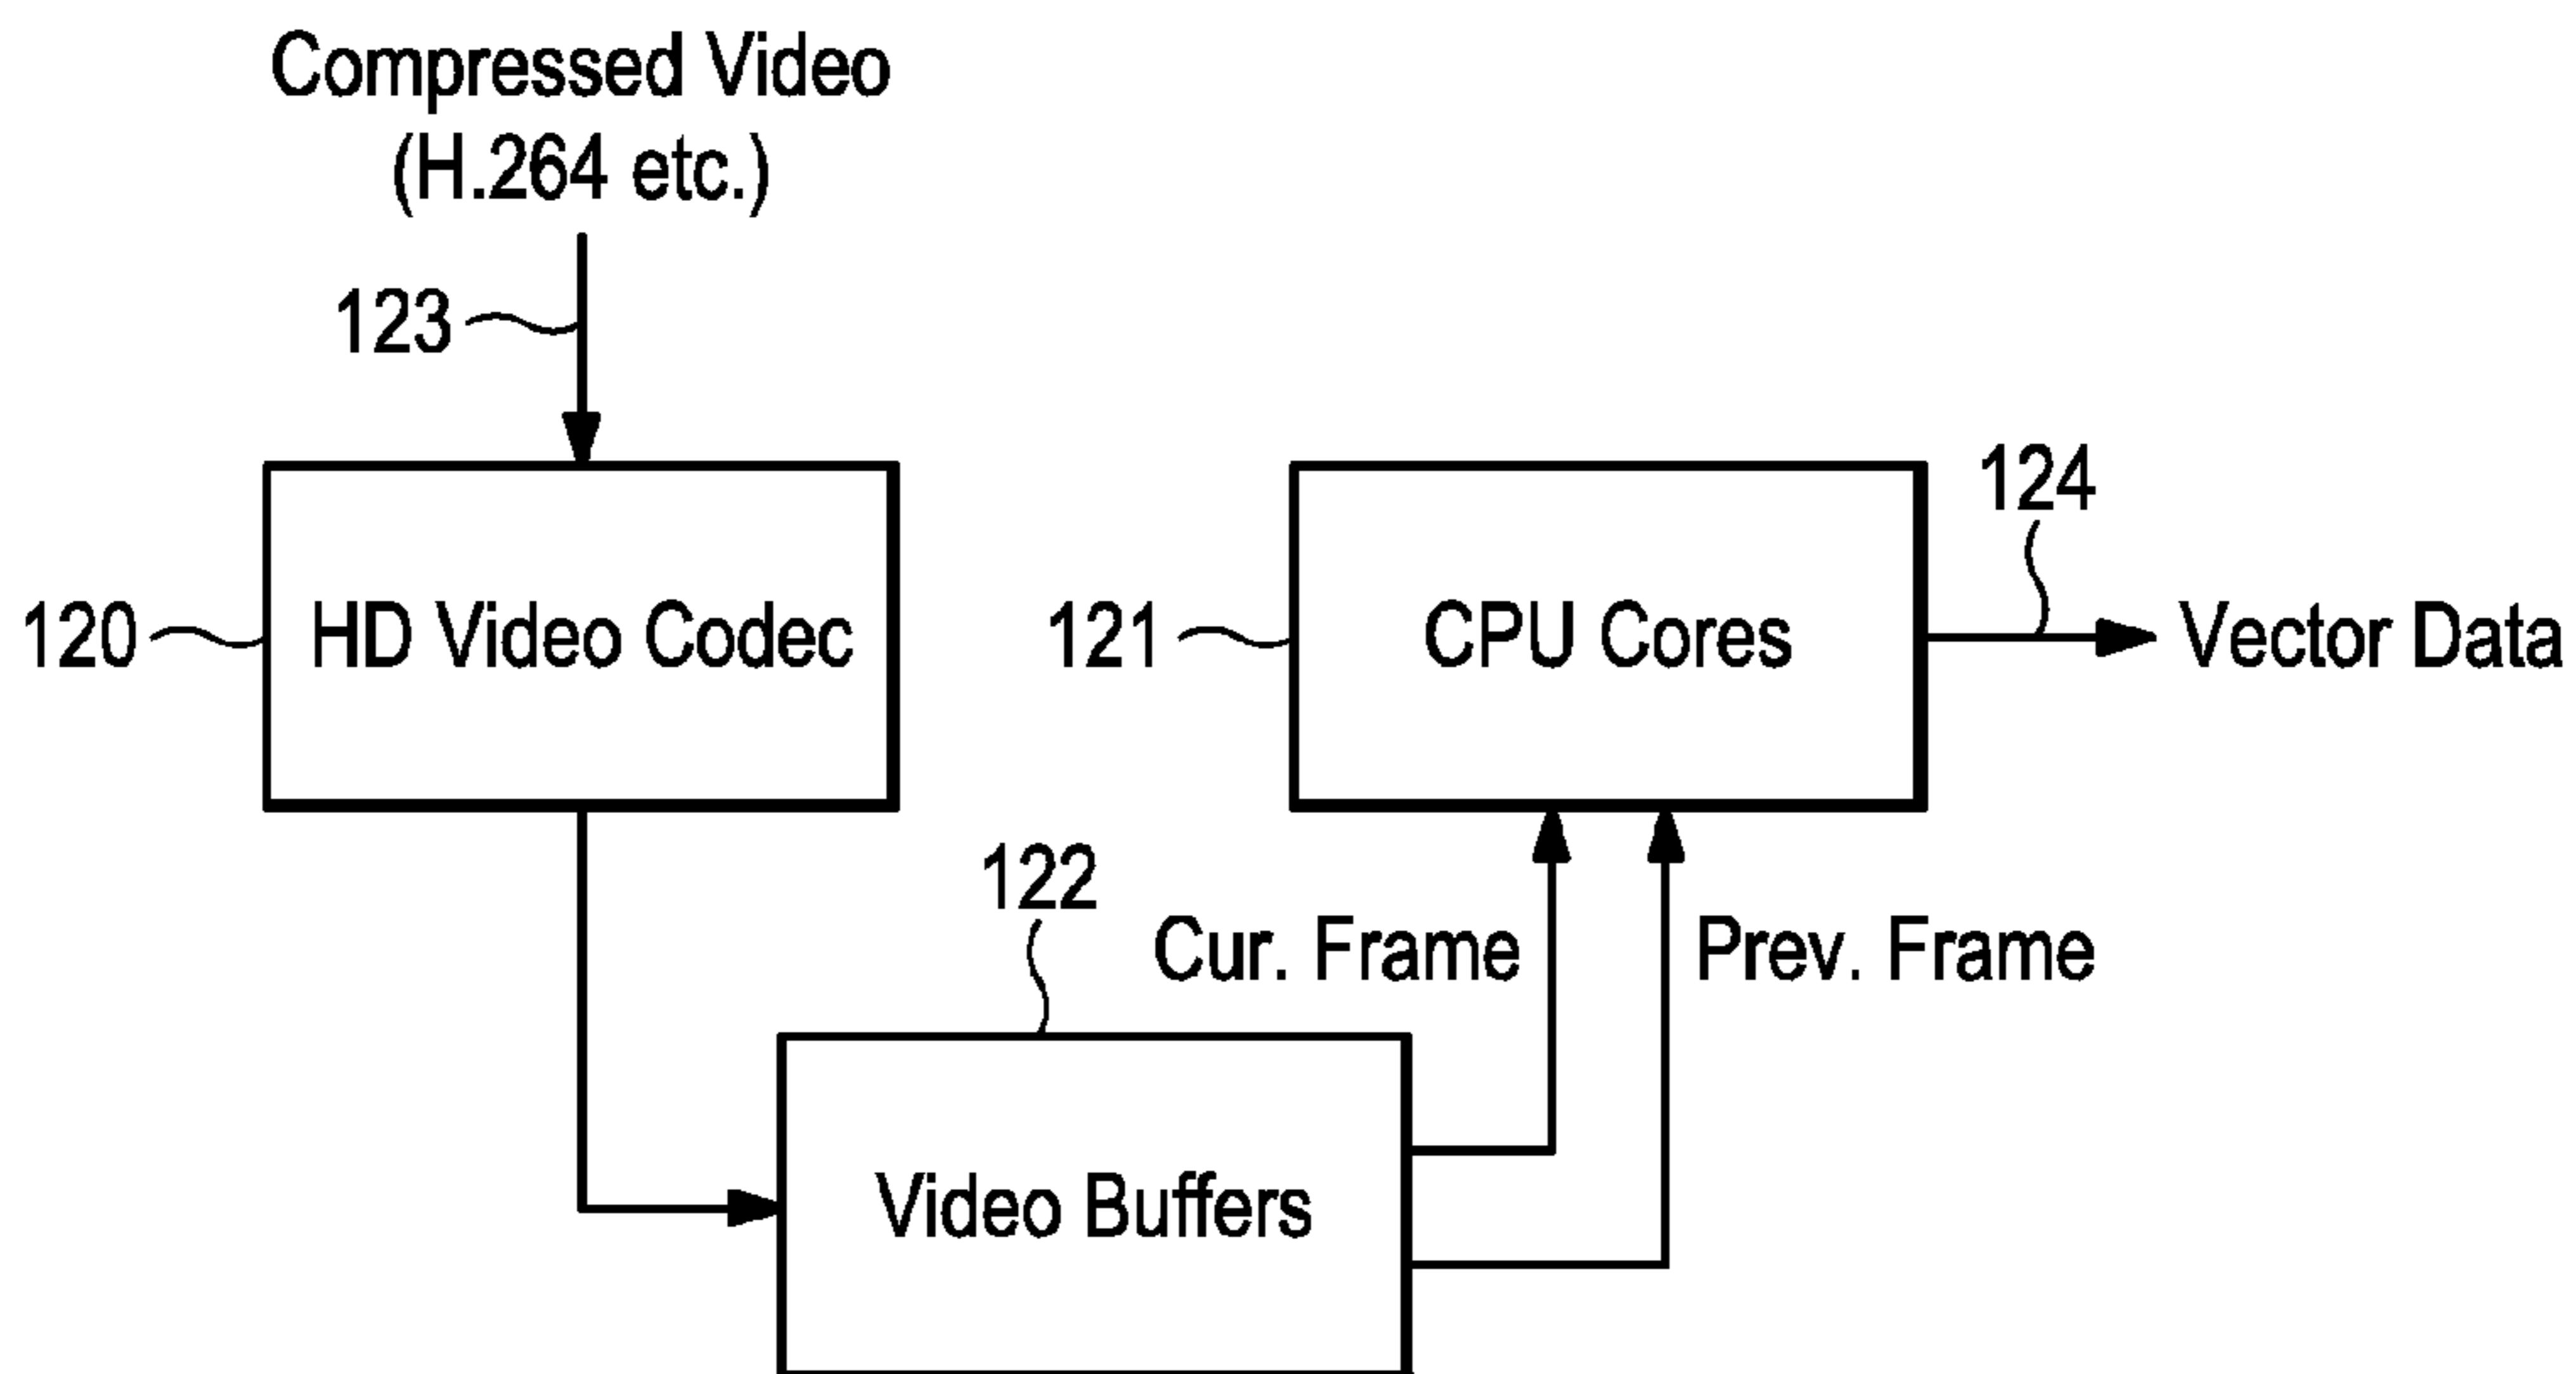 Compressed Video
(H.264 etc.)
123
120
HD Video Codec
121
CPU Cores
124
Vector Data
122
Cur. Frame
Prev. Frame
Video Buffers